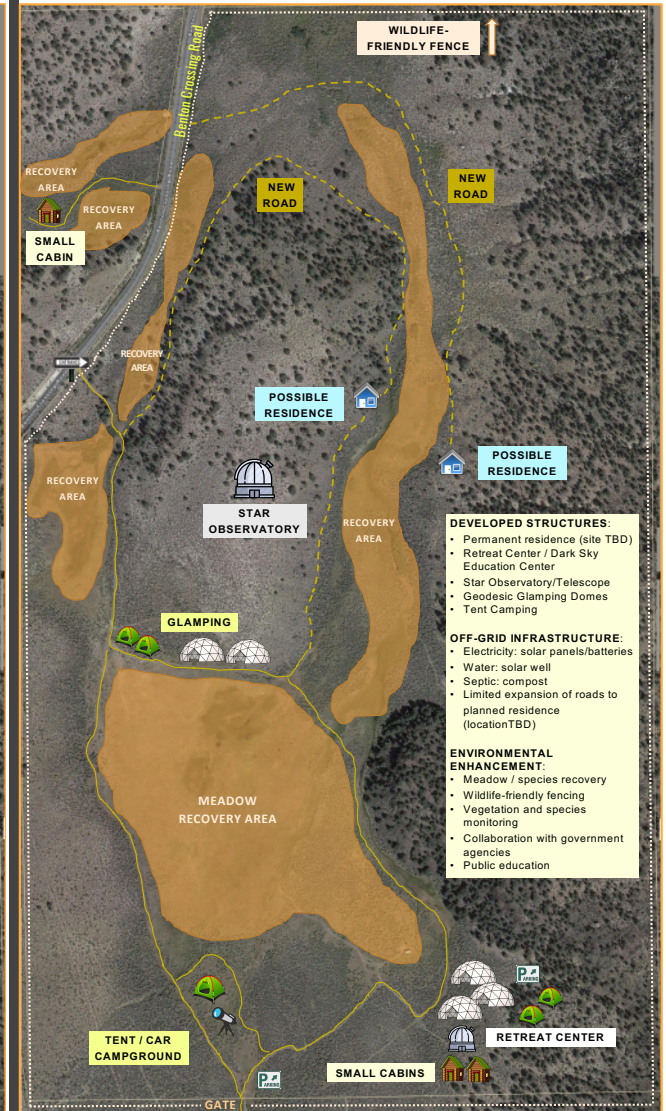 WILDLIFE-
FRIENDLY FENCE
Benton Crossing Road
RECOVERY
AREA
NEW
ROAD
NEW
ROAD
RECOVERY
AREA
SMALL
CABIN
RECOVERY
AREA
POSSIBLE
RESIDENCE
POSSIBLE
RESIDENCE
RECOVERY
AREA
STAR
OBSERVATORY
RECOVERY
AREA
DEVELOPED STRUCTURES:
• Permanent residence (site TBD)
• Retreat Center / Dark Sky
Education Center
• Star Observatory/Telescope
• Geodesic Glamping Domes
• Tent Camping
OFF-GRID INFRASTRUCTURE:
• Electricity: solar panels/batteries
• Water: solar well
• Septic: compost
• Limited expansion of roads to
planned residence
(locationTBD)
ENVIRONMENTAL
ENHANCEMENT:
• Meadow / species recovery
• Wildlife-friendly fencing
• Vegetation and species
monitoring
• Collaboration with government
agencies
• Public education
GLAMPING
MEADOW
RECOVERY AREA
PARKING
RETREAT CENTER
TENT / CAR
CAMPGROUND
SMALL CABINS
PARKING
GATE